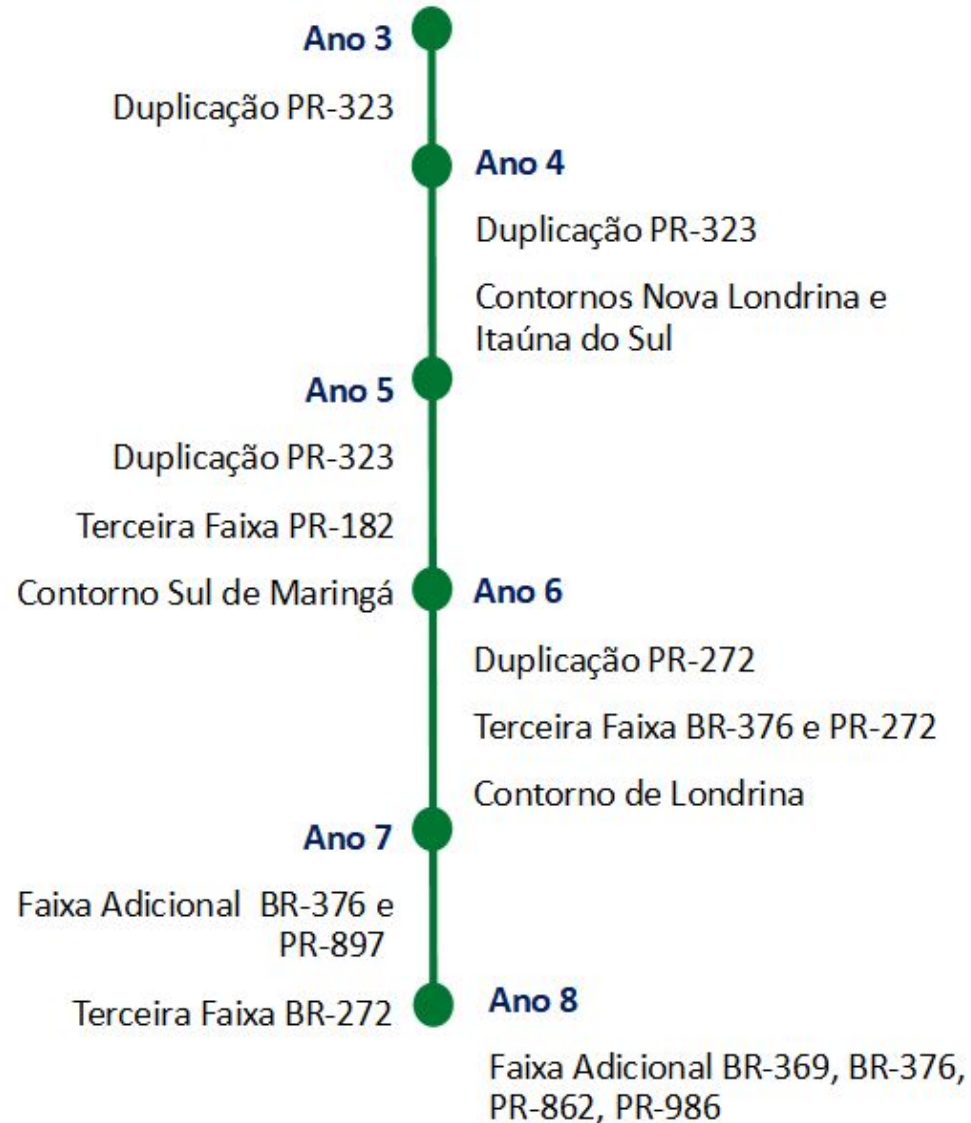 Ano 3
Duplicação PR-323
Ano 4
Duplicação PR-323
Contornos Nova Londrina e
Itaúna do Sul
Ano 5
Duplicação PR-323
Terceira Faixa PR-182
Contorno Sul de Maringá
Ano 6
Duplicação PR-272
Terceira Faixa BR-376 e PR-272
Contorno de Londrina
Ano 7
Faixa Adicional BR-376 e
PR-897
Terceira Faixa BR-272
Ano 8
Faixa Adicional BR-369, BR-376,
PR-862, PR-986